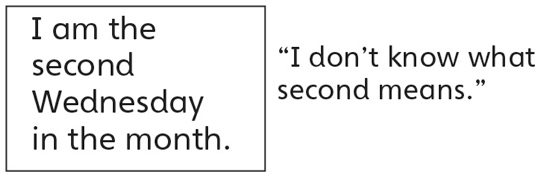 I am the
second
Wednesday
in the month.
“I don’t know what
second means.”